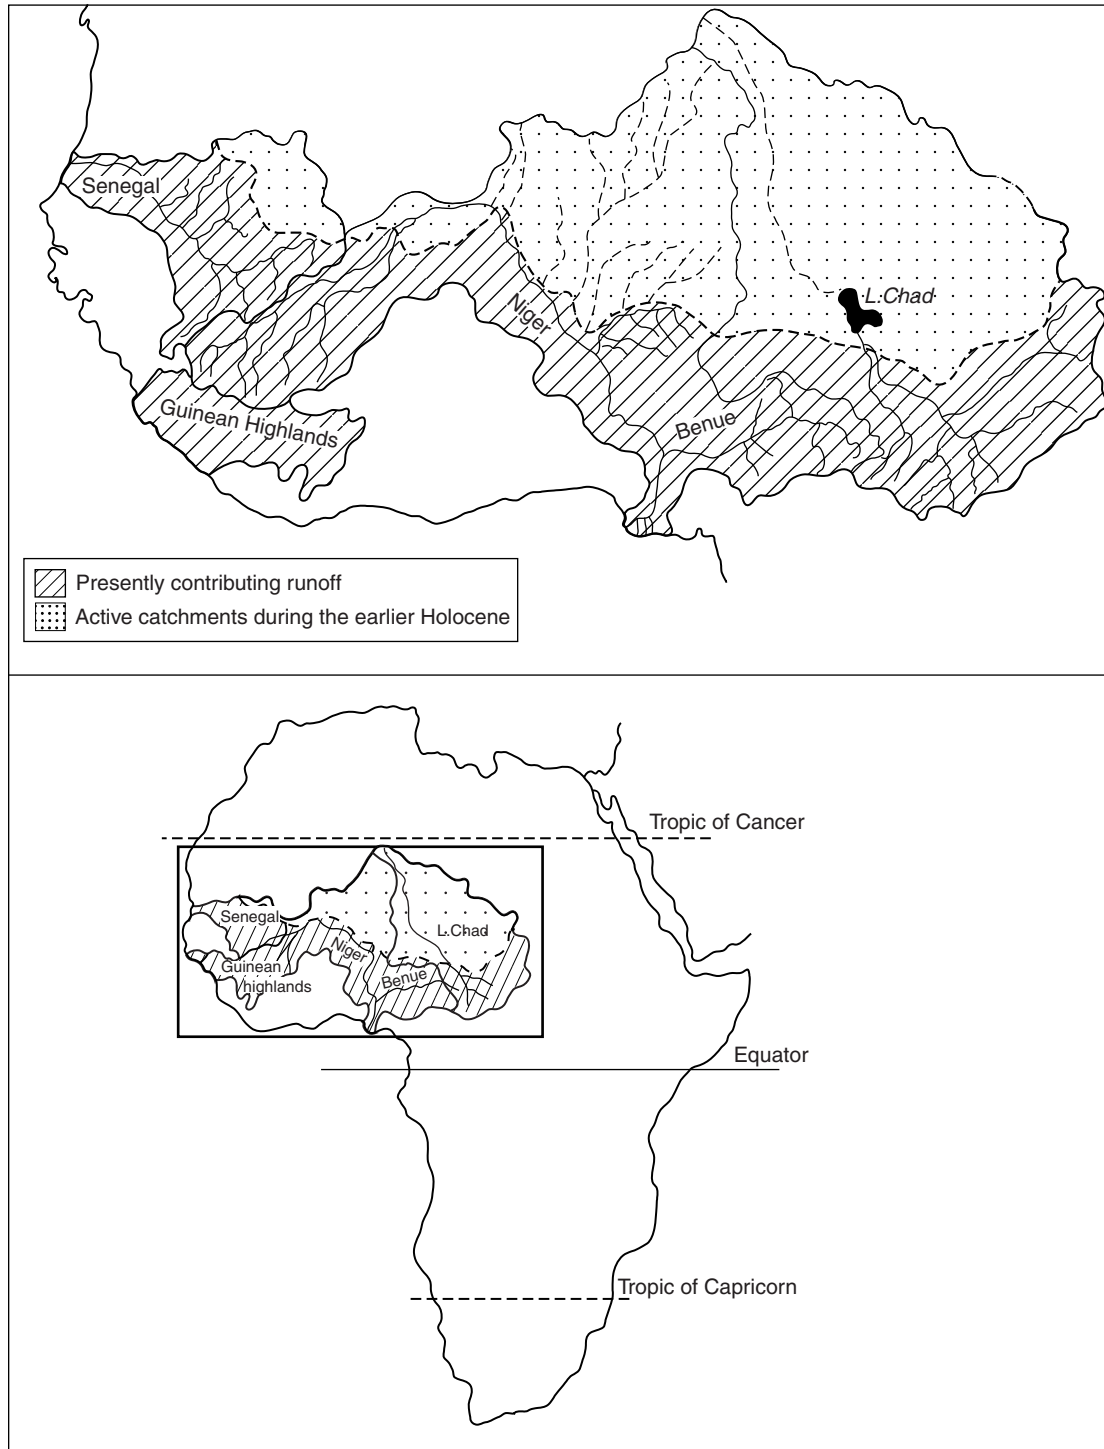 Senegal
L.Chad
Niger
Guinean Highlands
Benue
Presently contributing runoff
Active catchments during the earlier Holocene
Tropic of Cancer
Senegal
L.Chad
Niger
Guinean
highlands
Benue
Equator
Tropic of Capricorn